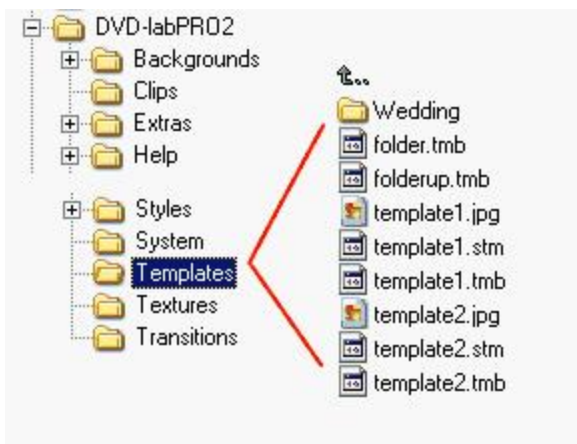 DVD-labPRO2
Backgrounds
Clips
Extras
Help
Styles
System
Templates
Textures
Transitions
..
Wedding
folder.tmb
folderup.tmb
template1.jpg
template1.stm
template1.tmb
template2.jpg
template2.stm
template2.tmb